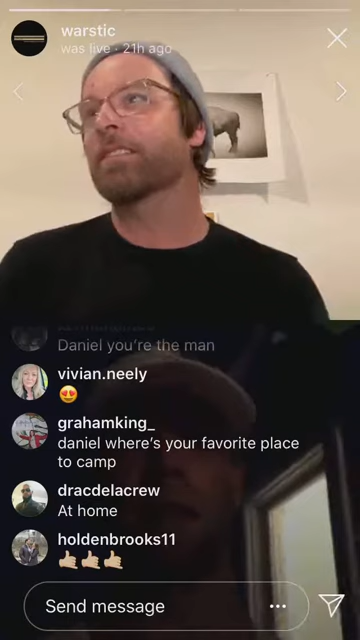 warstic
was live · 21h ago
Daniel you're the man
vivian.neely
grahamking_
daniel where's your favorite place
to camp
dracdelacrew
At home
holdenbrooks11
Send message